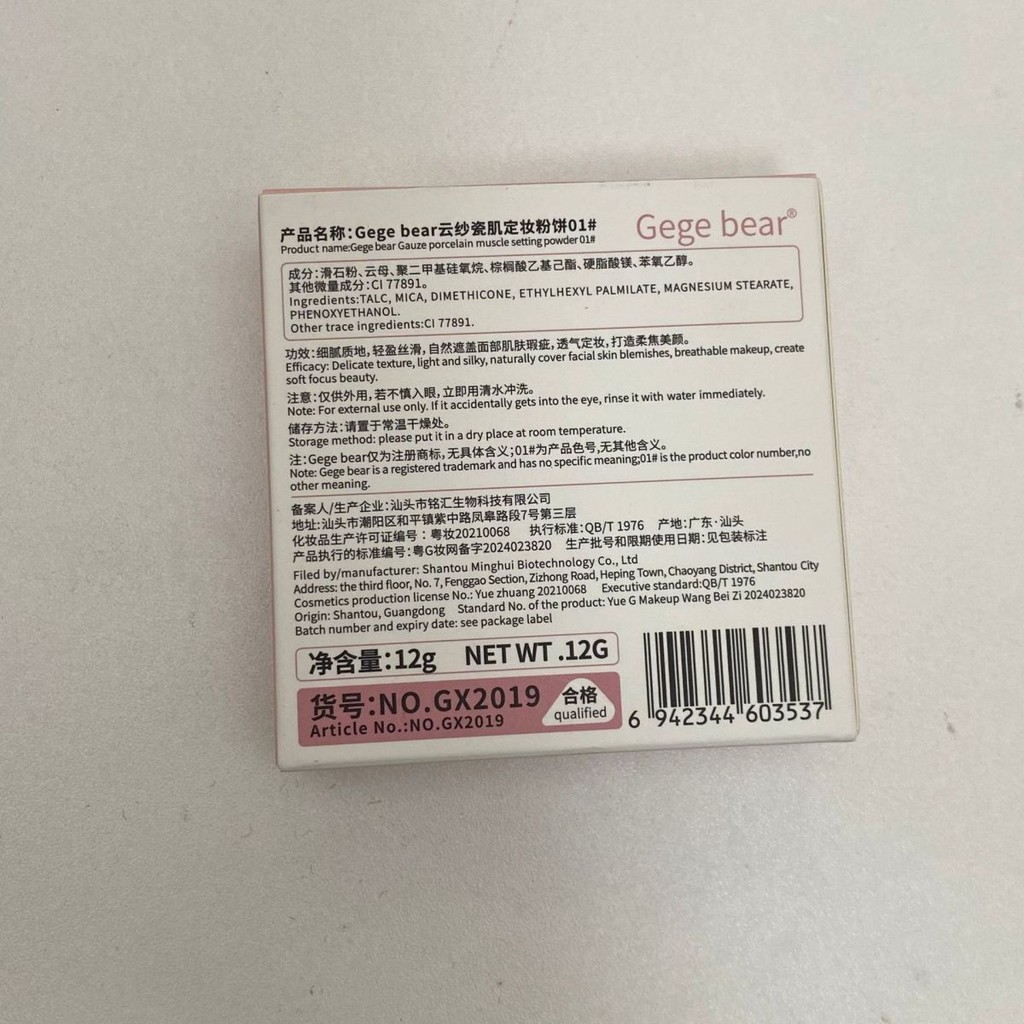 Gege bear®
产品名称:Gege bear云纱瓷肌定妆粉饼01#
Product name:Gege bear Gauze porcelain muscle setting powder 01#
成分:滑石粉、云母、聚二甲基硅氧烷、棕榈酸乙基己酯、硬脂酸镁、苯氧乙醇。
其他微量成分:CI 77891。
Ingredients:TALC, MICA, DIMETHICONE, ETHYLHEXYL PALMILATE, MAGNESIUM STEARATE,
PHENOXYETHANOL.
Other trace ingredients:CI 77891.
功效:细腻质地,轻盈丝滑,自然遮盖面部肌肤瑕疵,透气定妆,打造柔焦美颜。
Efficacy: Delicate texture, light and silky, naturally cover facial skin blemishes, breathable makeup, create
soft focus beauty.
注意:仅供外用,若不慎入眼,立即用清水冲洗。
Note: For external use only. If it accidentally gets into the eye, rinse it with water immediately.
储存方法:请置于常温干燥处。
Storage method: please put it in a dry place at room temperature.
注:Gege bear仅为注册商标,无具体含义;01#为产品色号,无其他含义。
Note: Gege bear is a registered trademark and has no specific meaning;01# is the product color number,no
other meaning.
备案人/生产企业:汕头市铭汇生物科技有限公司
地址:汕头市潮阳区和平镇紫中路凤皋路段7号第三层
化妆品生产许可证编号:粤妆20210068 执行标准:QB/T 1976 产地:广东·汕头
产品执行的标准编号:粤G妆网备字2024023820 生产批号和限期使用日期:见包装标注
Filed by/manufacturer: Shantou Minghui Biotechnology Co., Ltd
Address: the third floor, No. 7, Fenggao Section, Zizhong Road, Heping Town, Chaoyang District, Shantou City
Cosmetics production license No.: Yue zhuang 20210068 Executive standard:QB/T 1976
Origin: Shantou, Guangdong Standard No. of the product: Yue G Makeup Wang Bei Zi 2024023820
Batch number and expiry date: see package label
净含量:12g NET WT .12G
货号:NO.GX2019
Article No.:NO.GX2019
合格
qualified
6 942344 603537